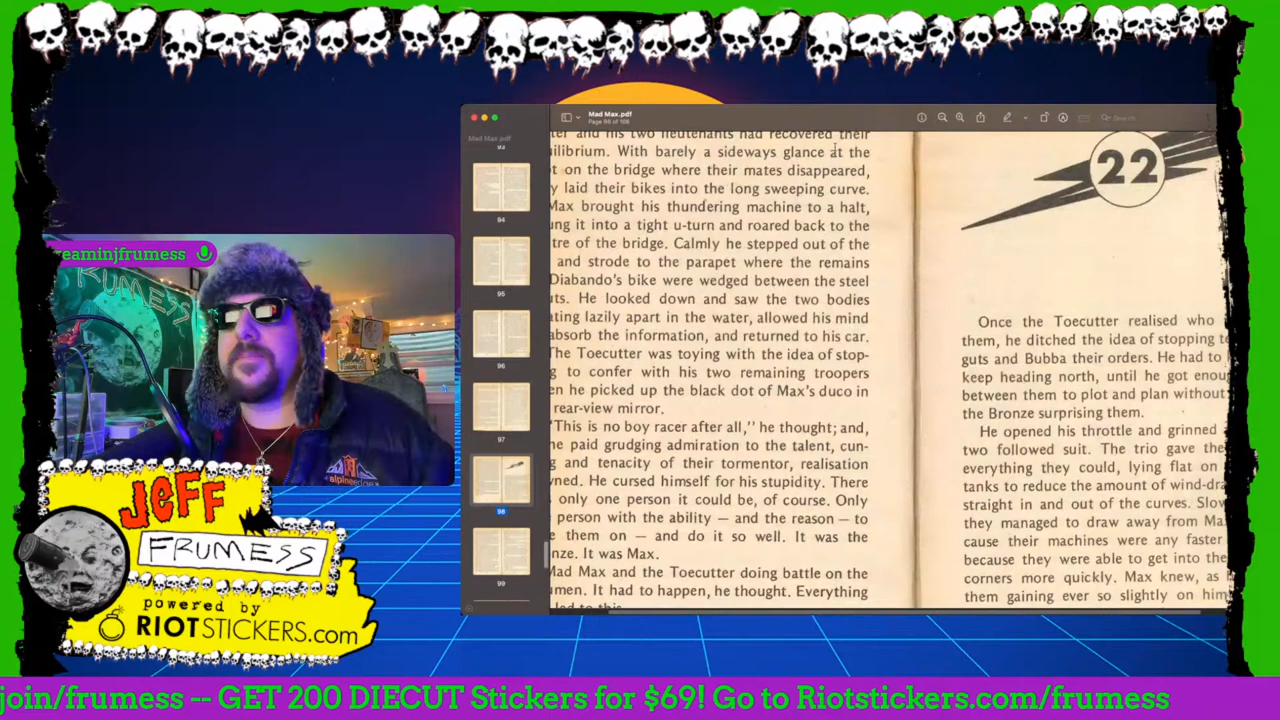 Mad Max.pdf
Page 98 of 108
Mad Max.pdf
93
94
95
96
97
98
99
Search
and his two lieutenants had recovered their
ilibrium. With barely a sideways glance at the
on the bridge where their mates disappeared,
y laid their bikes into the long sweeping curve.
Max brought his thundering machine to a halt,
ung it into a tight u-turn and roared back to the
tre of the bridge. Calmly he stepped out of the
and strode to the parapet where the remains
Diabando's bike were wedged between the steel
uts. He looked down and saw the two bodies
ating lazily apart in the water, allowed his mind
absorb the information, and returned to his car.
The Toecutter was toying with the idea of stop-
g to confer with his two remaining troopers
en he picked up the black dot of Max's duco in
rear-view mirror.
"This is no boy racer after all," he thought; and,
he paid grudging admiration to the talent, cun-
g and tenacity of their tormentor, realisation
wned. He cursed himself for his stupidity. There
only one person it could be, of course. Only
person with the ability — and the reason — to
e them on — and do it so well. It was the
nze. It was Max.
Mad Max and the Toecutter doing battle on the
umen. It had to happen, he thought. Everything
led to this
22
Once the Toecutter realised who
them, he ditched the idea of stopping t
guts and Bubba their orders. He had to
keep heading north, until he got enou
between them to plot and plan without
the Bronze surprising them.
He opened his throttle and grinned
two followed suit. The trio gave the
everything they could, lying flat on
tanks to reduce the amount of wind-dra
straight in and out of the curves. Slow
they managed to draw away from Ma
cause their machines were any faster
because they were able to get into the
corners more quickly. Max knew, as
them gaining ever so slightly on him
reaminjfrumess
FRUMESS
alpineedge
JEFF
FRUMESS
powered by
RIOTSTICKERS.com
join/frumess -- GET 200 DIECUT Stickers for $69! Go to Riotstickers.com/frumess